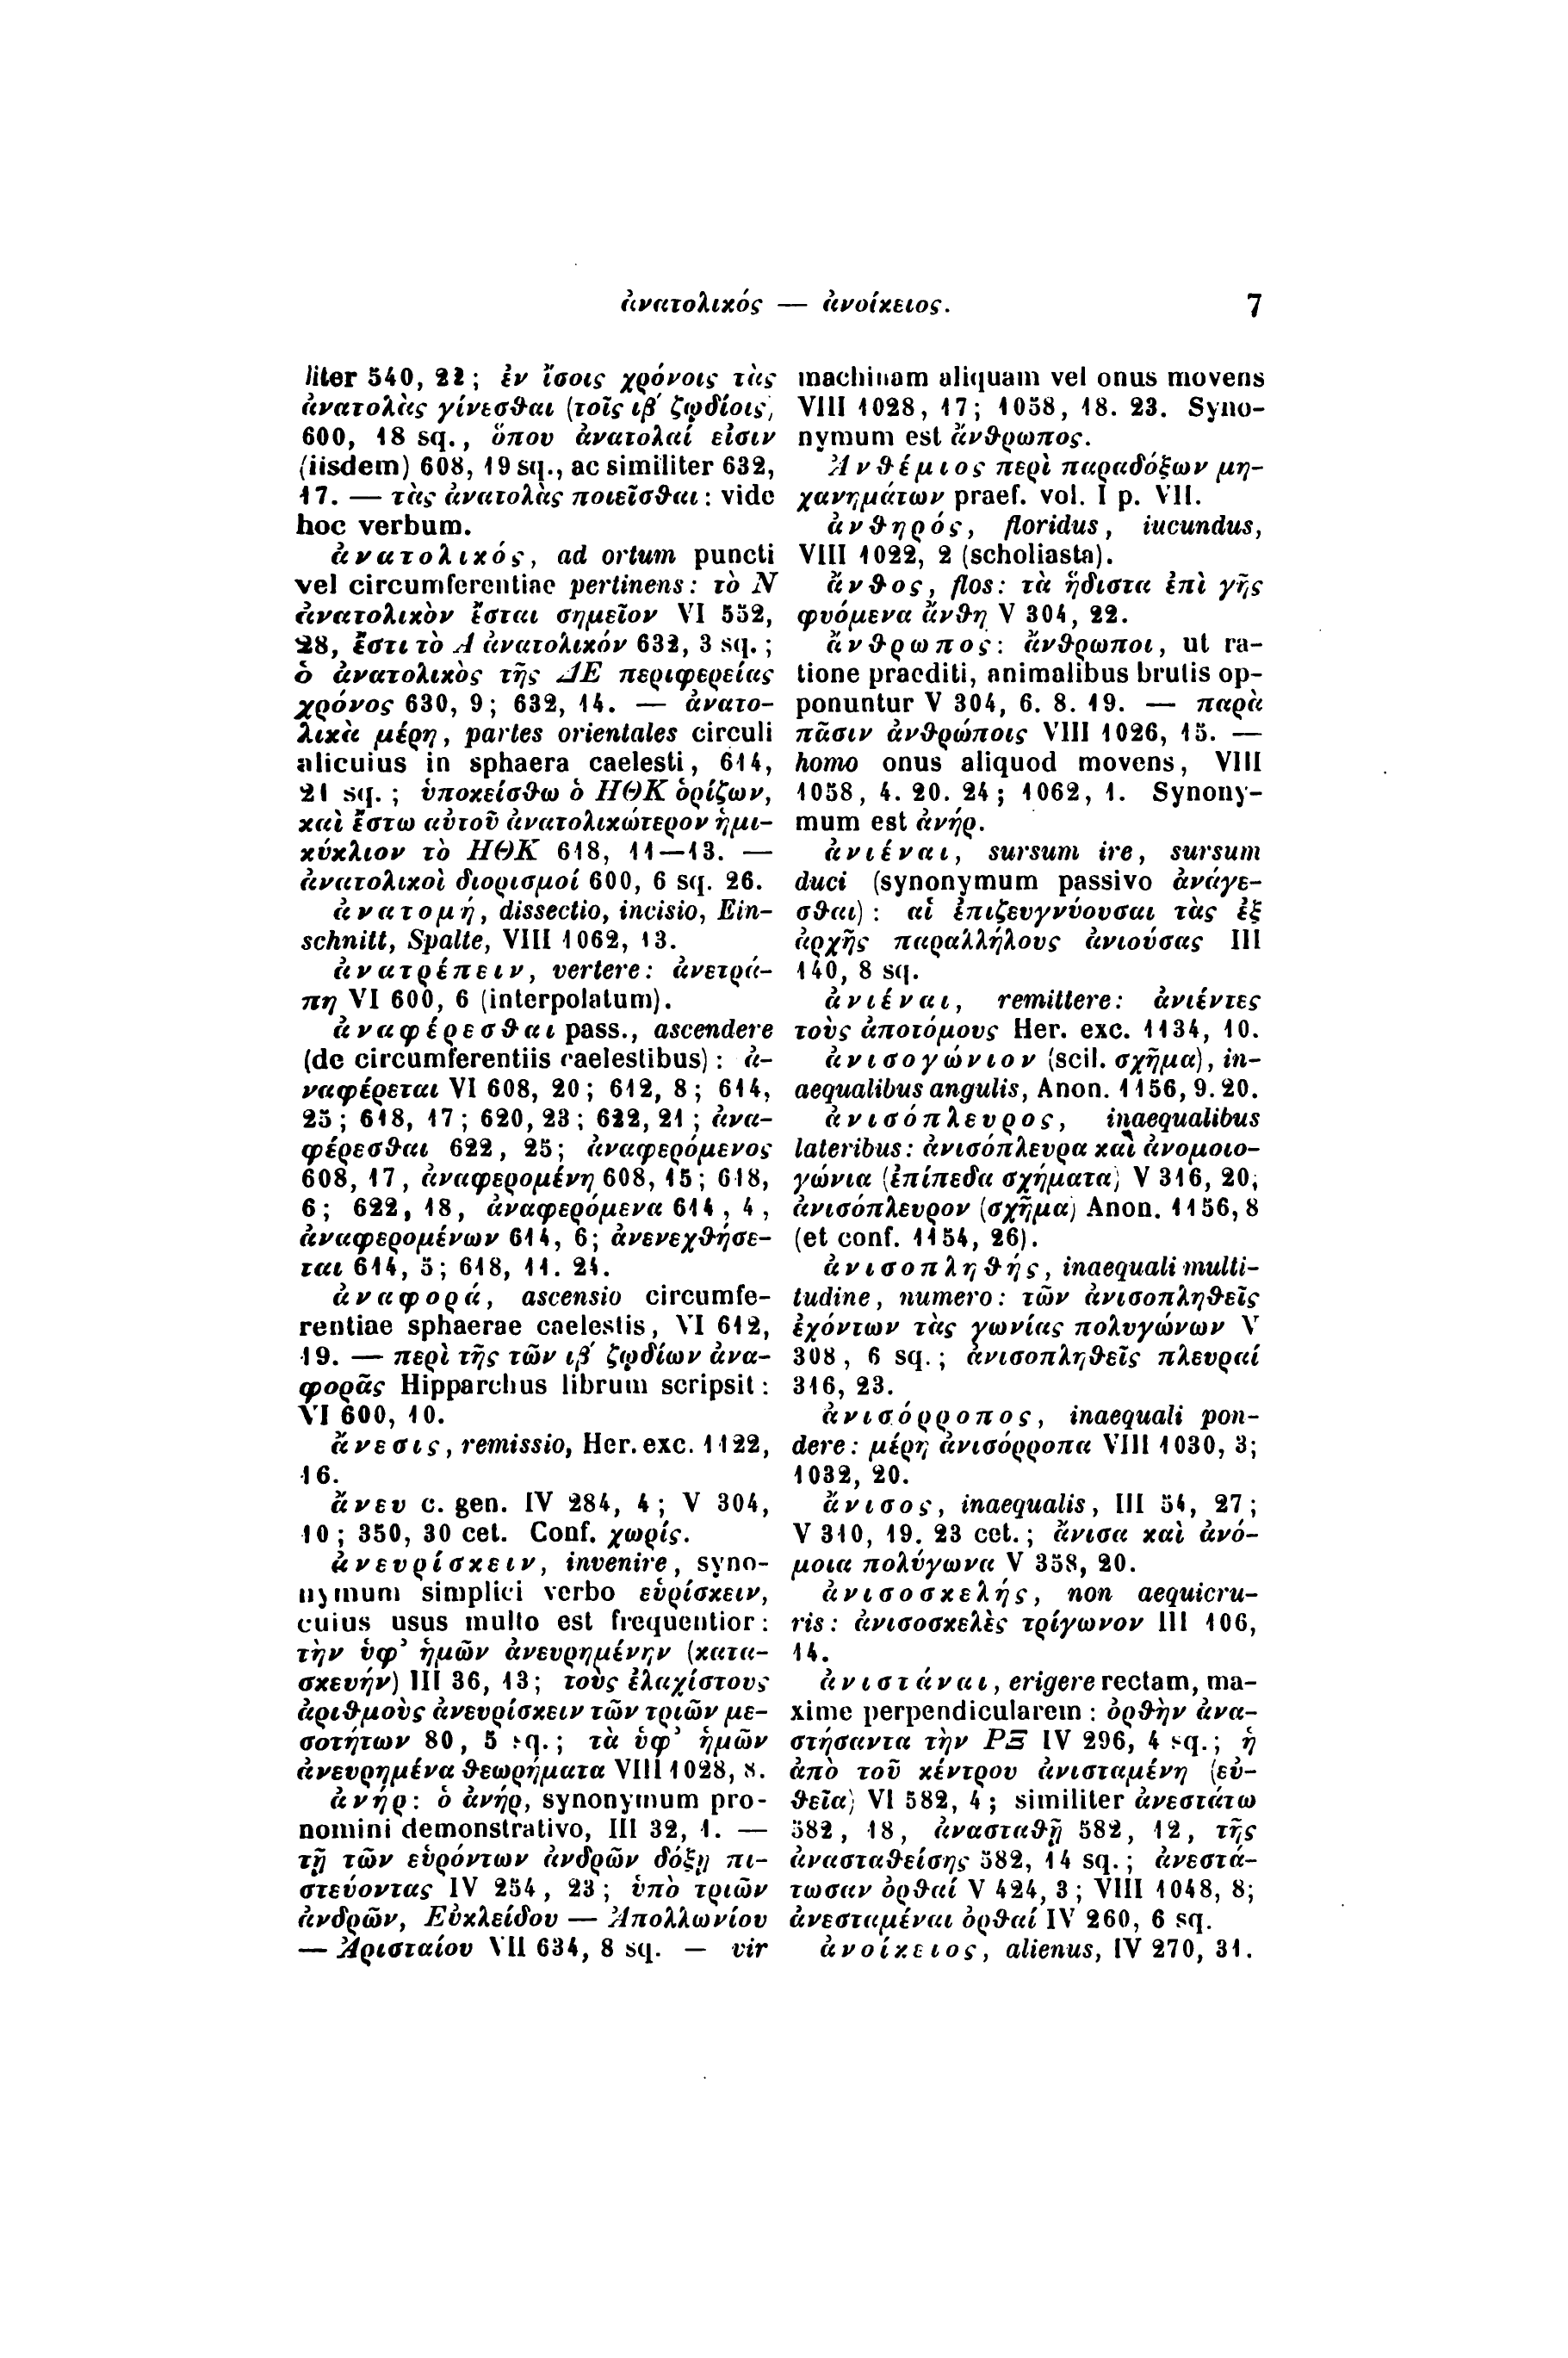 ἀνατολικός — ἀνοίκειος. 7
liter 540, 22; ἐν ἴσοις χρόνοις τὰς
ἀνατολὰς γίνεσθαι (τοῖς ιβʹ ζῳδίοις)
600, 18 sq., ὅπου ἀνατολαί εἰσιν
(iisdem) 608, 19 sq., ac similiter 632,
17. — τὰς ἀνατολὰς ποιεῖσθαι: vide
hoc verbum.
ἀνατολικός, ad ortum puncti
vel circumferentiae pertinens: τὸ Ν
ἀνατολικὸν ἔσται σημεῖον VI 552,
28, ἔστι τὸ Α ἀνατολικόν 632, 3 sq.;
ὁ ἀνατολικὸς τῆς ΔΕ περιφερείας
χρόνος 630, 9; 632, 14. — ἀνατο-
λικὰ μέρη, partes orientales circuli
alicuius in sphaera caelesti, 614,
21 sq.; ὑποκείσθω ὁ ΗΘΚ ὁρίζων,
καὶ ἔστω αὐτοῦ ἀνατολικώτερον ἡμι-
κύκλιον τὸ ΗΘΚ 618, 11—13. —
ἀνατολικοὶ διορισμοί 600, 6 sq. 26.
ἀνατομή, dissectio, incisio, Ein-
schnitt, Spalte, VIII 1062, 13.
ἀνατρέπειν, vertere: ἀνετρά-
πη VI 600, 6 (interpolatum).
ἀναφέρεσθαι pass., ascendere
(de circumferentiis caelestibus): ἀ-
ναφέρεται VI 608, 20; 612, 8; 614,
25; 618, 17; 620, 23; 622, 21; ἀνα-
φέρεσθαι 622, 25; ἀναφερόμενος
608, 17, ἀναφερομένη 608, 15; 618,
6; 622, 18, ἀναφερόμενα 614, 4,
ἀναφερομένων 614, 6; ἀνενεχθήσε-
ται 614, 5; 618, 11. 24.
ἀναφορά, ascensio circumfe-
rentiae sphaerae caelestis, VI 612,
19. — περὶ τῆς τῶν ιβʹ ζῳδίων ἀνα-
φορᾶς Hipparchus librum scripsit:
VI 600, 10.
ἄνεσις, remissio, Her. exc. 1122,
16.
ἄνευ c. gen. IV 284, 4; V 304,
10; 350, 30 cet. Conf. χωρίς.
ἀνευρίσκειν, invenire, syno-
nymum simplici verbo εὑρίσκειν,
cuius usus multo est frequentior:
τὴν ὑφ' ἡμῶν ἀνευρημένην (κατα-
σκευήν) III 36, 13; τοὺς ἐλαχίστους
ἀριθμοὺς ἀνευρίσκειν τῶν τριῶν με-
σοτήτων 80, 5 sq.; τὰ ὑφ' ἡμῶν
ἀνευρημένα θεωρήματα VIII 1028, 8.
ἀνήρ: ὁ ἀνήρ, synonymum pro-
nomini demonstrativo, III 32, 1. —
τῇ τῶν εὑρόντων ἀνδρῶν δόξῃ πι-
στεύοντας IV 254, 23; ὑπὸ τριῶν
ἀνδρῶν, Εὐκλείδου — Ἀπολλωνίου
— Ἀρισταίου VII 634, 8 sq. — vir
machinam aliquam vel onus movens
VIII 1028, 17; 1058, 18. 23. Syno-
nymum est ἄνθρωπος.
Ἀνθέμιος περὶ παραδόξων μη-
χανημάτων praef. vol. I p. VII.
ἀνθηρός, floridus, iucundus,
VIII 1022, 2 (scholiasta).
ἄνθος, flos: τὰ ἥδιστα ἐπὶ γῆς
φυόμενα ἄνθη V 304, 22.
ἄνθρωπος: ἄνθρωποι, ut ra-
tione praediti, animalibus brutis op-
ponuntur V 304, 6. 8. 19. — παρὰ
πᾶσιν ἀνθρώποις VIII 1026, 15. —
homo onus aliquod movens, VIII
1058, 4. 20. 24; 1062, 1. Synony-
mum est ἀνήρ.
ἀνιέναι, sursum ire, sursum
duci (synonymum passivo ἀνάγε-
σθαι): αἱ ἐπιζευγνύουσαι τὰς ἐξ
ἀρχῆς παραλλήλους ἀνιούσας III
140, 8 sq.
ἀνιέναι, remittere: ἀνιέντες
τοὺς ἀποτόμους Her. exc. 1134, 10.
ἀνισογώνιον (scil. σχῆμα), in-
aequalibus angulis, Anon. 1156, 9. 20.
ἀνισόπλευρος, inaequalibus
lateribus: ἀνισόπλευρα καὶ ἀνομοιο-
γώνια (ἐπίπεδα σχήματα) V 316, 20;
ἀνισόπλευρον (σχῆμα) Anon. 1156, 8
(et conf. 1154, 26).
ἀνισοπληθής, inaequali multi-
tudine, numero: τῶν ἀνισοπληθεῖς
ἐχόντων τὰς γωνίας πολυγώνων V
308, 6 sq.; ἀνισοπληθεῖς πλευραί
316, 23.
ἀνισόρροπος, inaequali pon-
dere: μέρη ἀνισόρροπα VIII 1030, 3;
1032, 20.
ἄνισος, inaequalis, III 54, 27;
V 310, 19. 23 cet.; ἄνισα καὶ ἀνό-
μοια πολύγωνα V 358, 20.
ἀνισοσκελής, non aequicru-
ris: ἀνισοσκελὲς τρίγωνον III 106,
14.
ἀνιστάναι, erigere rectam, ma-
xime perpendicularem: ὀρθὴν ἀνα-
στήσαντα τὴν ΡΞ IV 296, 4 sq.; ἡ
ἀπὸ τοῦ κέντρου ἀνισταμένη (εὐ-
θεῖα) VI 582, 4; similiter ἀνεστάτω
582, 18, ἀνασταθῇ 582, 12, τῆς
ἀνασταθείσης 582, 14 sq.; ἀνεστά-
τωσαν ὀρθαί V 424, 3; VIII 1048, 8;
ἀνεσταμέναι ὀρθαί IV 260, 6 sq.
ἀνοίκειος, alienus, IV 270, 31.